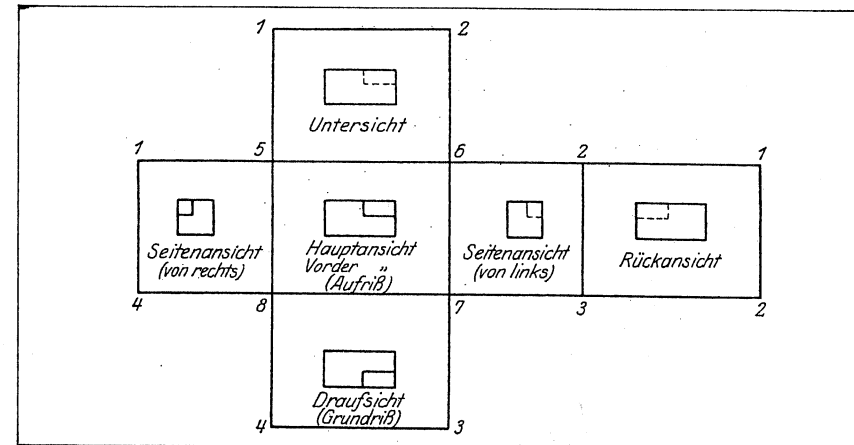 1 2
Untersicht
1 5 6 2 1
Seitenansicht
(von rechts)
Hauptansicht
Vorder „
(Aufriß)
Seitenansicht
(von links)
Rückansicht
4 8 7 3 2
Draufsicht
(Grundriß)
4 3